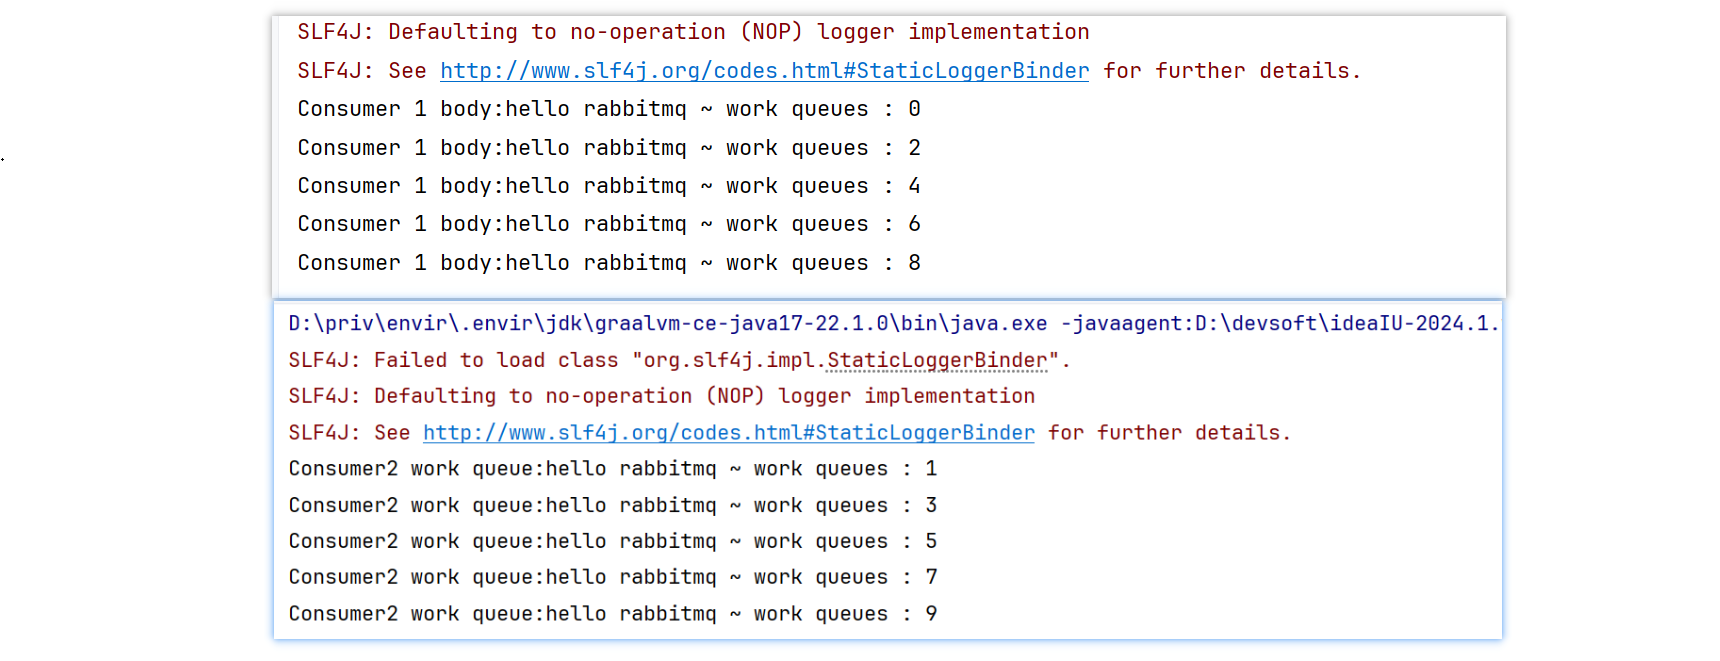 SLF4J: Defaulting to no-operation (NOP) logger implementation
SLF4J: See http://www.slf4j.org/codes.html#StaticLoggerBinder for further details.
Consumer 1 body:hello rabbitmq ~ work queues : 0
Consumer 1 body:hello rabbitmq ~ work queues : 2
Consumer 1 body:hello rabbitmq ~ work queues : 4
Consumer 1 body:hello rabbitmq ~ work queues : 6
Consumer 1 body:hello rabbitmq ~ work queues : 8
D:\priv\envir\.envir\jdk\graalvm-ce-java17-22.1.0\bin\java.exe -javaagent:D:\devsoft\ideaIU-2024.1.
SLF4J: Failed to load class "org.slf4j.impl.StaticLoggerBinder".
SLF4J: Defaulting to no-operation (NOP) logger implementation
SLF4J: See http://www.slf4j.org/codes.html#StaticLoggerBinder for further details.
Consumer2 work queue:hello rabbitmq ~ work queues : 1
Consumer2 work queue:hello rabbitmq ~ work queues : 3
Consumer2 work queue:hello rabbitmq ~ work queues : 5
Consumer2 work queue:hello rabbitmq ~ work queues : 7
Consumer2 work queue:hello rabbitmq ~ work queues : 9